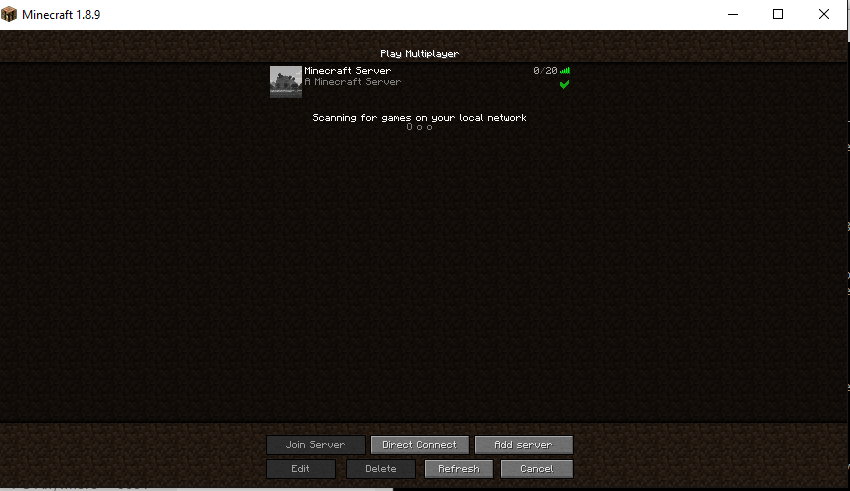 Minecraft 1.8.9
Play Multiplayer
Minecraft Server 0/20
A Minecraft Server
Scanning for games on your local network
O o o
Join Server Direct Connect Add server
Edit Delete Refresh Cancel